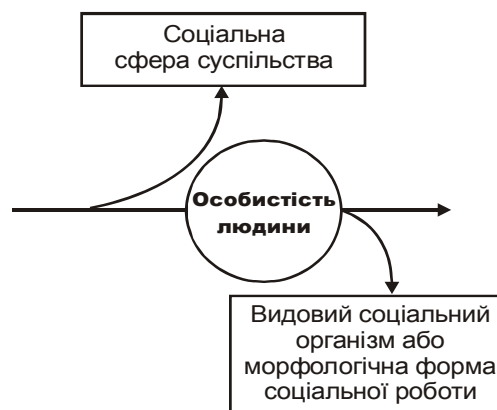 Соціальна
сфера суспільства
Особистість
людини
Видовий соціальний
організм або
морфологічна форма
соціальної роботи